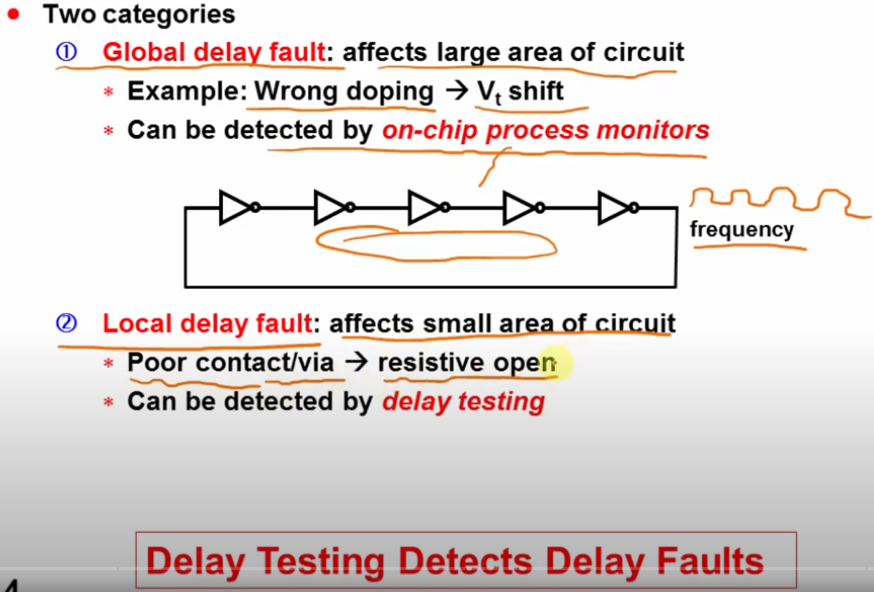 • Two categories
① Global delay fault: affects large area of circuit
* Example: Wrong doping → Vt shift
* Can be detected by on-chip process monitors
frequency
② Local delay fault: affects small area of circuit
* Poor contact/via → resistive open
* Can be detected by delay testing
Delay Testing Detects Delay Faults